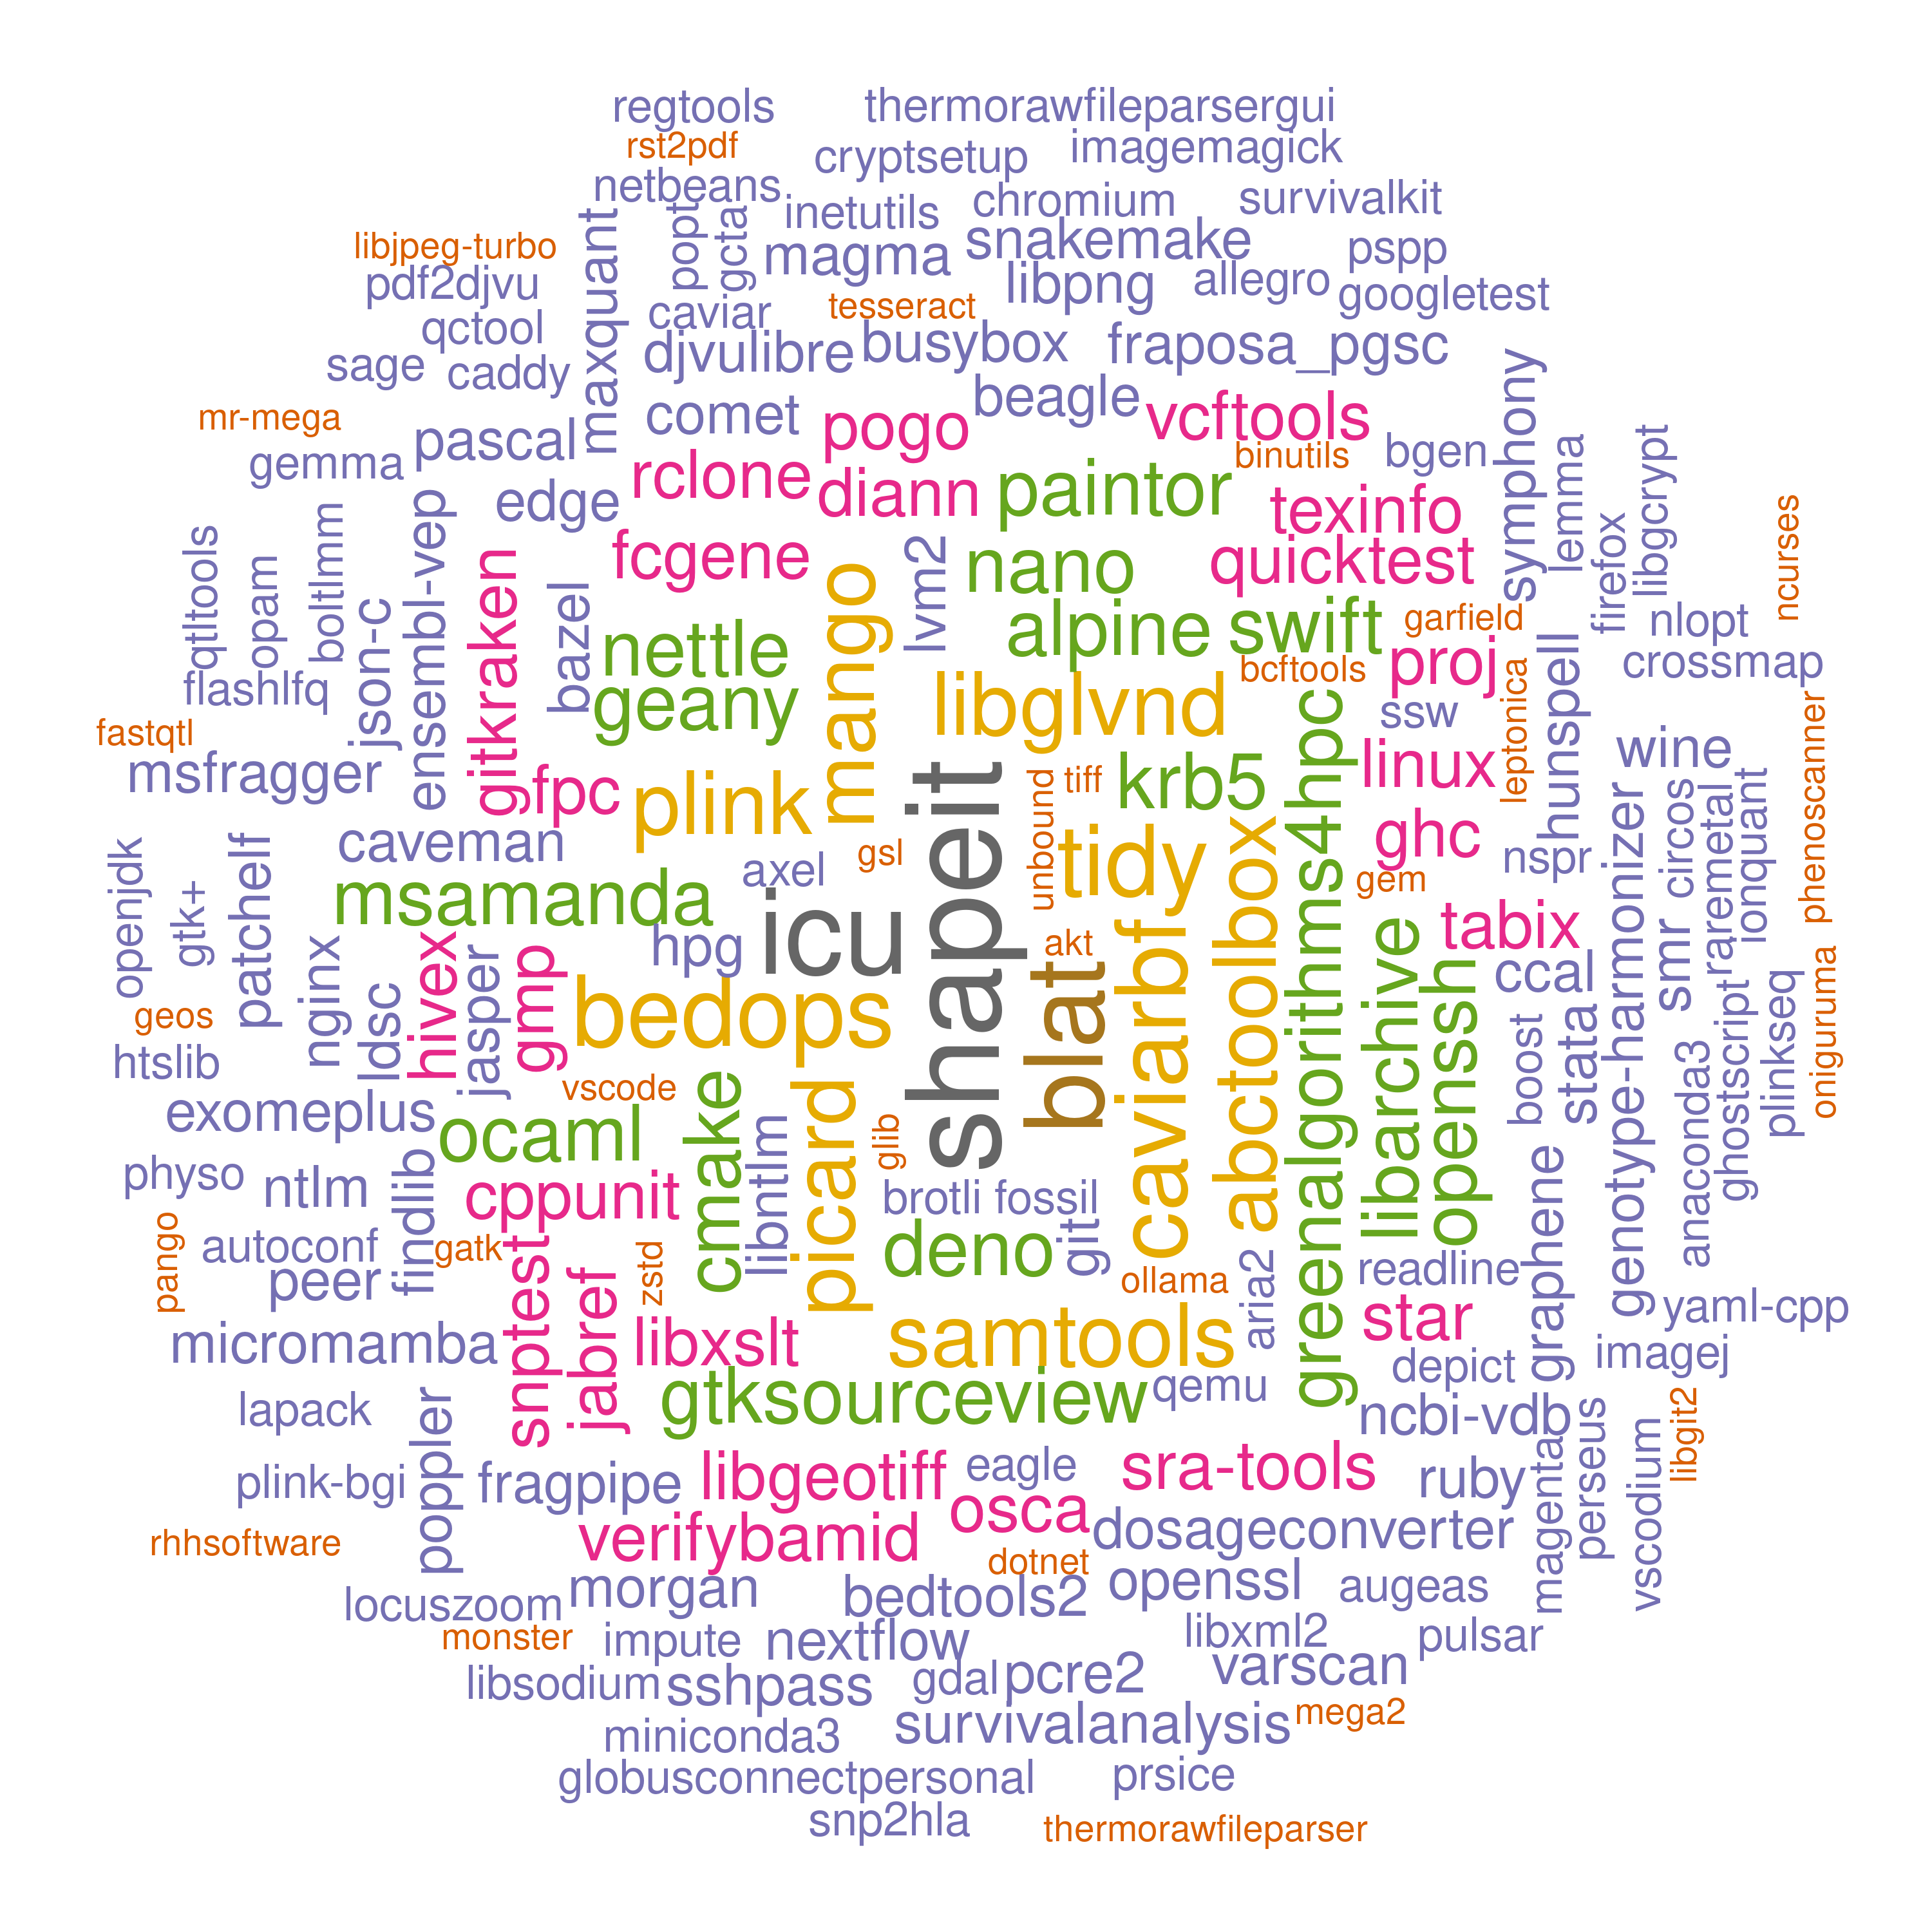 regtools
thermorawfileparsergui
rst2pdf
cryptsetup
imagemagick
netbeans
inetutils
chromium
survivalkit
libjpeg-turbo
popt
gcta
magma
snakemake
pspp
pdf2djvu
maxquant
libpng
allegro
googletest
qctool
caviar
tesseract
sage
caddy
djvulibre
busybox
fraposa_pgsc
mr-mega
comet
pogo
beagle
vcftools
symphony
gemma
pascal
rclone
diann
paintor
binutils
bgen
lemma
libgcrypt
edge
texinfo
firefox
ncurses
qtltools
opam
boltlmm
ensembl-vep
gitkraken
fcgene
lvm2
nano
quicktest
json-c
bazel
nettle
mango
alpine
swift
garfield
nlopt
flashlfq
geany
libglvnd
bcftools
proj
hunspell
crossmap
fastqtl
ssw
leptonica
msfragger
fpc
plink
shapeit
unbound
tiff
krb5
greenalgorithms4hpc
linux
wine
phenoscanner
openjdk
gtk+
patchelf
caveman
axel
gsl
tidy
abctoolbox
ghc
nspr
genotype-harmonizer
circos
raremetal
ionquant
msamanda
icu
gem
nginx
hivex
jasper
gmp
hpg
akt
caviarbf
libarchive
tabix
smr
geos
ldsc
bedops
blat
openssh
ccal
ghostscript
plinkseq
oniguruma
htslib
vscode
boost
stata
anaconda3
exomeplus
ocaml
cmake
picard
glib
physo
ntlm
findlib
cppunit
libntlm
brotli
fossil
graphene
pango
autoconf
gatk
snptest
zstd
deno
git
ollama
aria2
readline
peer
jabref
star
yaml-cpp
micromamba
libxslt
samtools
depict
imagej
lapack
poppler
gtksourceview
qemu
ncbi-vdb
magenta
perseus
vscodium
libgit2
plink-bgi
fragpipe
libgeotiff
eagle
sra-tools
ruby
rhhsoftware
verifybamid
osca
dosageconverter
dotnet
locuszoom
morgan
bedtools2
openssl
augeas
monster
impute
nextflow
libxml2
pulsar
libsodium
sshpass
gdal
pcre2
varscan
miniconda3
survivalanalysis
mega2
globusconnectpersonal
prsice
snp2hla
thermorawfileparser